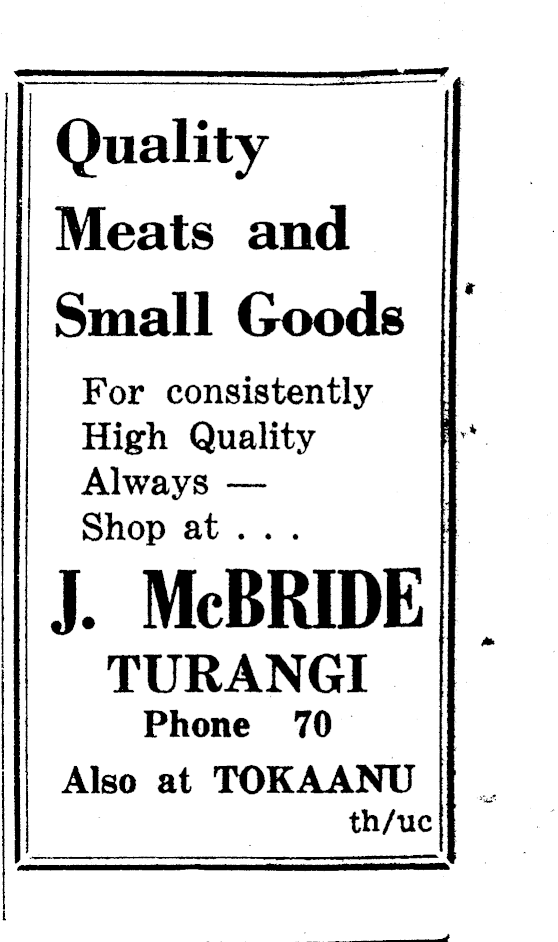 Quality
Meats and
Small Goods
For consistently
High Quality
Always —
Shop at . . .
J. McBRIDE
TURANGI
Phone 70
Also at TOKAANU
th/uc